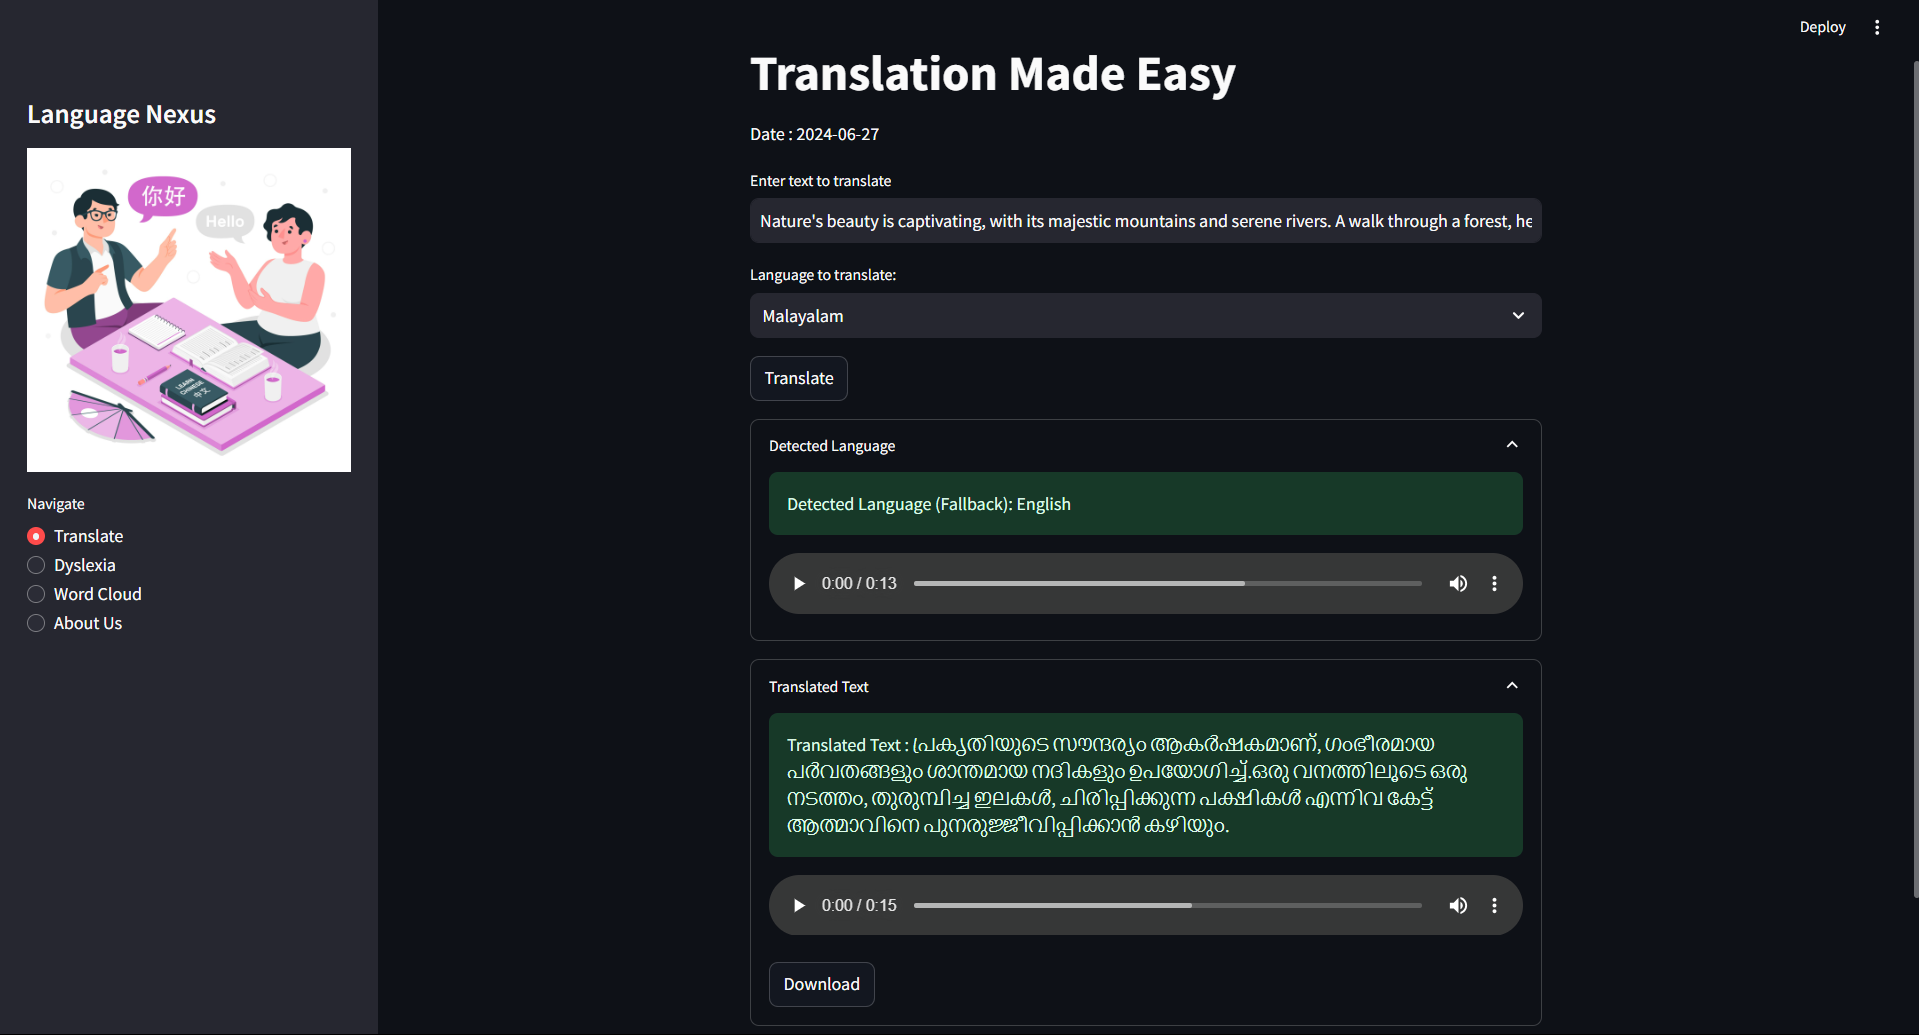 Deploy
Language Nexus
你好
Hello
LEARN
CHINESE
中文
Navigate
Translate
Dyslexia
Word Cloud
About Us
Translation Made Easy
Date : 2024-06-27
Enter text to translate
Nature's beauty is captivating, with its majestic mountains and serene rivers. A walk through a forest, he
Language to translate:
Malayalam
Translate
Detected Language
Detected Language (Fallback): English
0:00 / 0:13
Translated Text
Translated Text : പ്രകൃതിയുടെ സൗന്ദര്യം ആകർഷകമാണ്, ഗംഭീരമായ
പർവതങ്ങളും ശാന്തമായ നദികളും ഉപയോഗിച്ച്.ഒരു വനത്തിലൂടെ ഒരു
നടത്തം, തുരുമ്പിച്ച ഇലകൾ, ചിരിപ്പിക്കുന്ന പക്ഷികൾ എന്നിവ കേട്ട്
ആത്മാവിനെ പുനരുജ്ജീവിപ്പിക്കാൻ കഴിയും.
0:00 / 0:15
Download